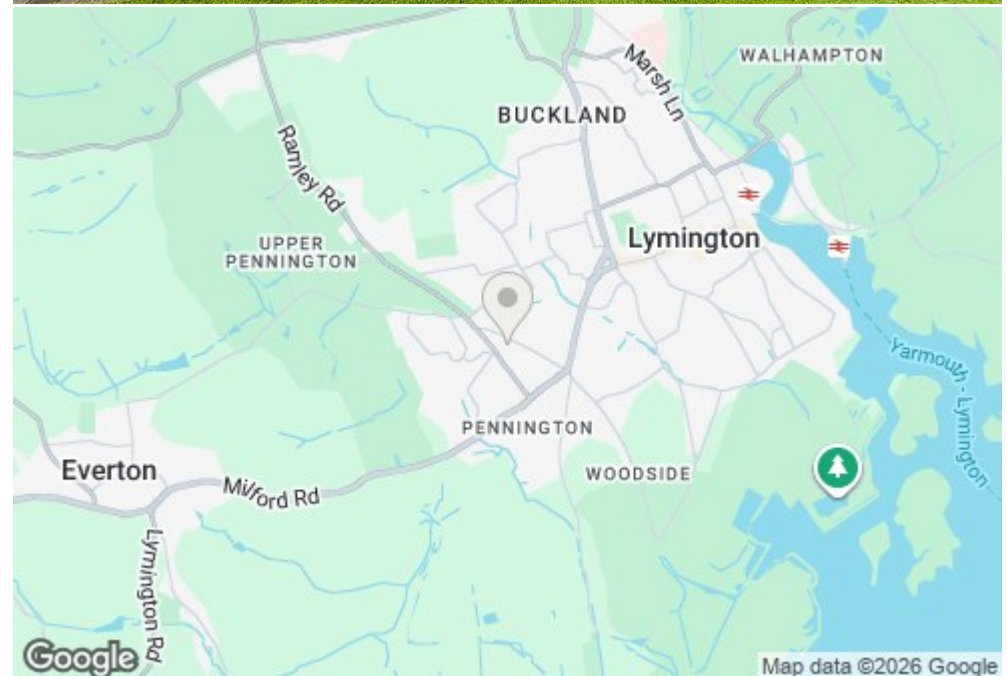 WALHAMPTON
Marsh Ln
BUCKLAND
Ramley Rd
Lymington
UPPER
PENNINGTON
Yarmouth - Lymington
PENNINGTON
WOODSIDE
Everton
Milford Rd
Lymington Rd
Google
Map data ©2026 Google